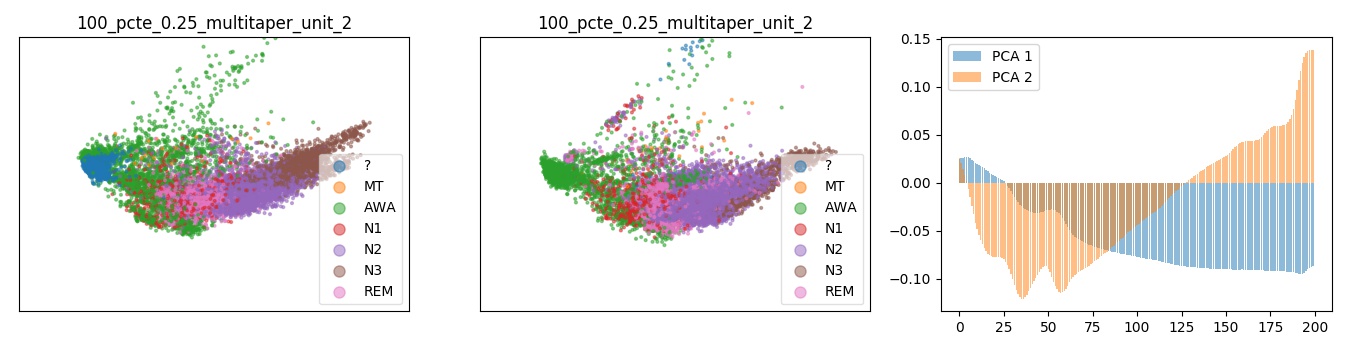 100_pcte_0.25_multitaper_unit_2
?
MT
AWA
N1
N2
N3
REM
100_pcte_0.25_multitaper_unit_2
?
MT
AWA
N1
N2
N3
REM
PCA 1
PCA 2
0.15
0.10
0.05
0.00
−0.05
−0.10
0 25 50 75 100 125 150 175 200